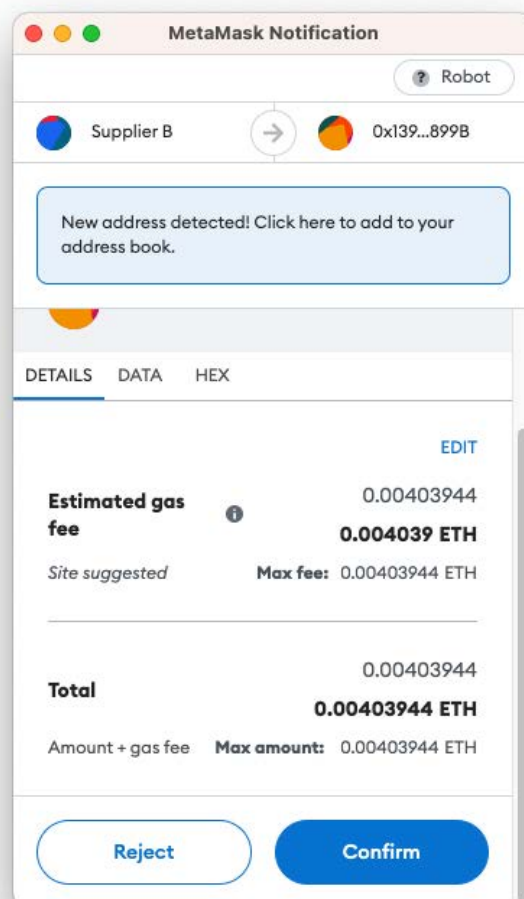 MetaMask Notification
? Robot
Supplier B 0x139...899B
New address detected! Click here to add to your
address book.
DETAILS DATA HEX
EDIT
Estimated gas 0.00403944
fee 0.004039 ETH
Site suggested Max fee: 0.00403944 ETH
0.00403944
Total
0.00403944 ETH
Amount + gas fee Max amount: 0.00403944 ETH
Reject Confirm